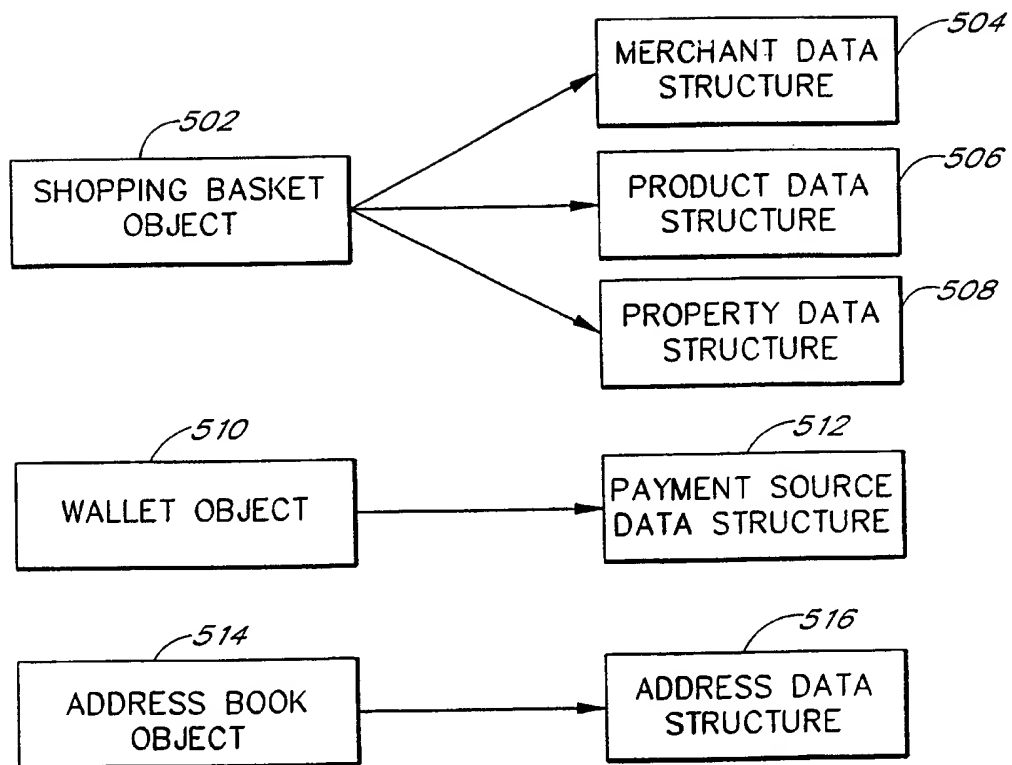 504
MERCHANT DATA
STRUCTURE
502
SHOPPING BASKET
OBJECT
506
PRODUCT DATA
STRUCTURE
508
PROPERTY DATA
STRUCTURE
510
WALLET OBJECT
512
PAYMENT SOURCE
DATA STRUCTURE
514
ADDRESS BOOK
OBJECT
516
ADDRESS DATA
STRUCTURE